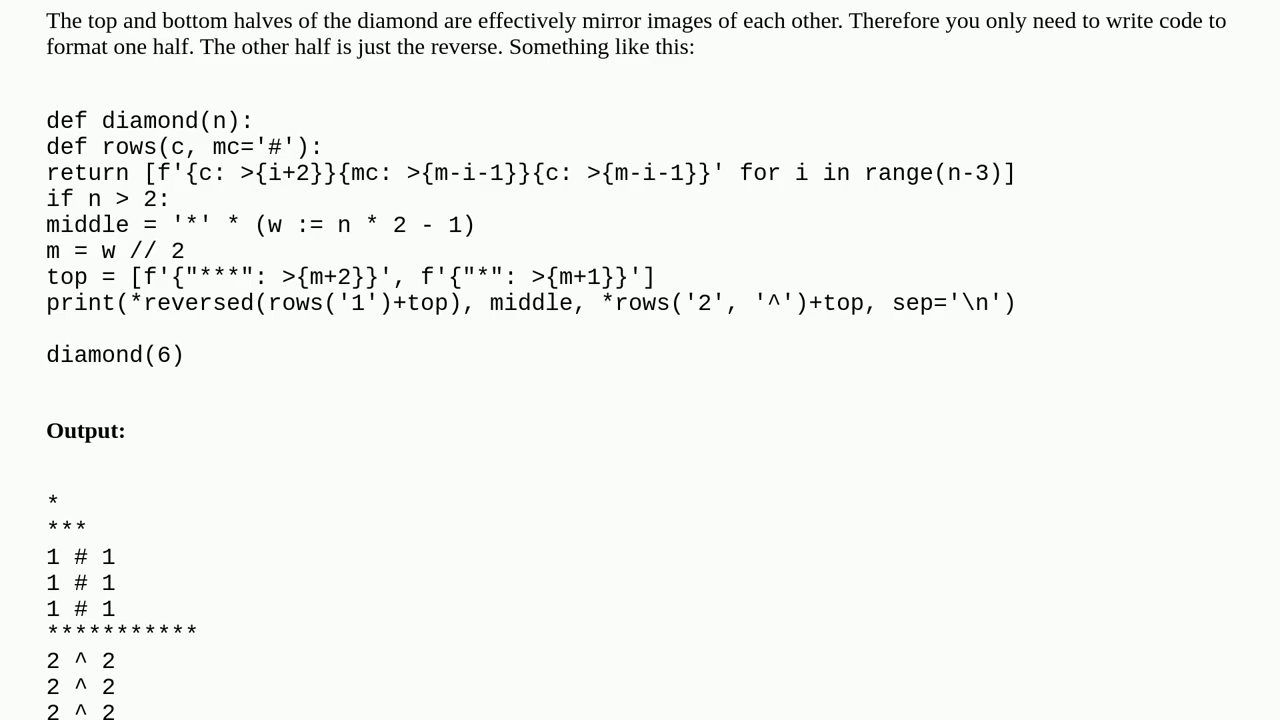 The top and bottom halves of the diamond are effectively mirror images of each other. Therefore you only need to write code to
format one half. The other half is just the reverse. Something like this:
def diamond(n):
def rows(c, mc='#'):
return [f'{c: >{i+2}}{mc: >{m-i-1}}{c: >{m-i-1}}' for i in range(n-3)]
if n > 2:
middle = '*' * (w := n * 2 - 1)
m = w // 2
top = [f'{"***": >{m+2}}', f'{"*": >{m+1}}']
print(*reversed(rows('1')+top), middle, *rows('2', '^')+top, sep='\n')
diamond(6)
Output:
*
***
1 # 1
1 # 1
1 # 1
***********
2 ^ 2
2 ^ 2
2 ^ 2